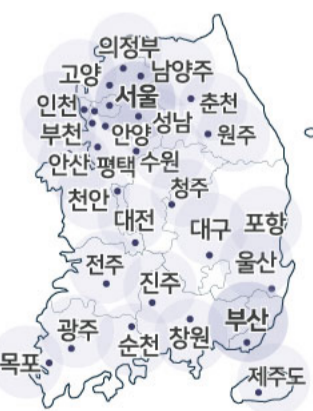 의정부
고양 남양주
서울
인천 춘천
부천 안양 성남 원주
안산 평택 수원
천안 청주
대전 대구 포항
전주 진주 울산
광주 순천 창원 부산
목포
제주도